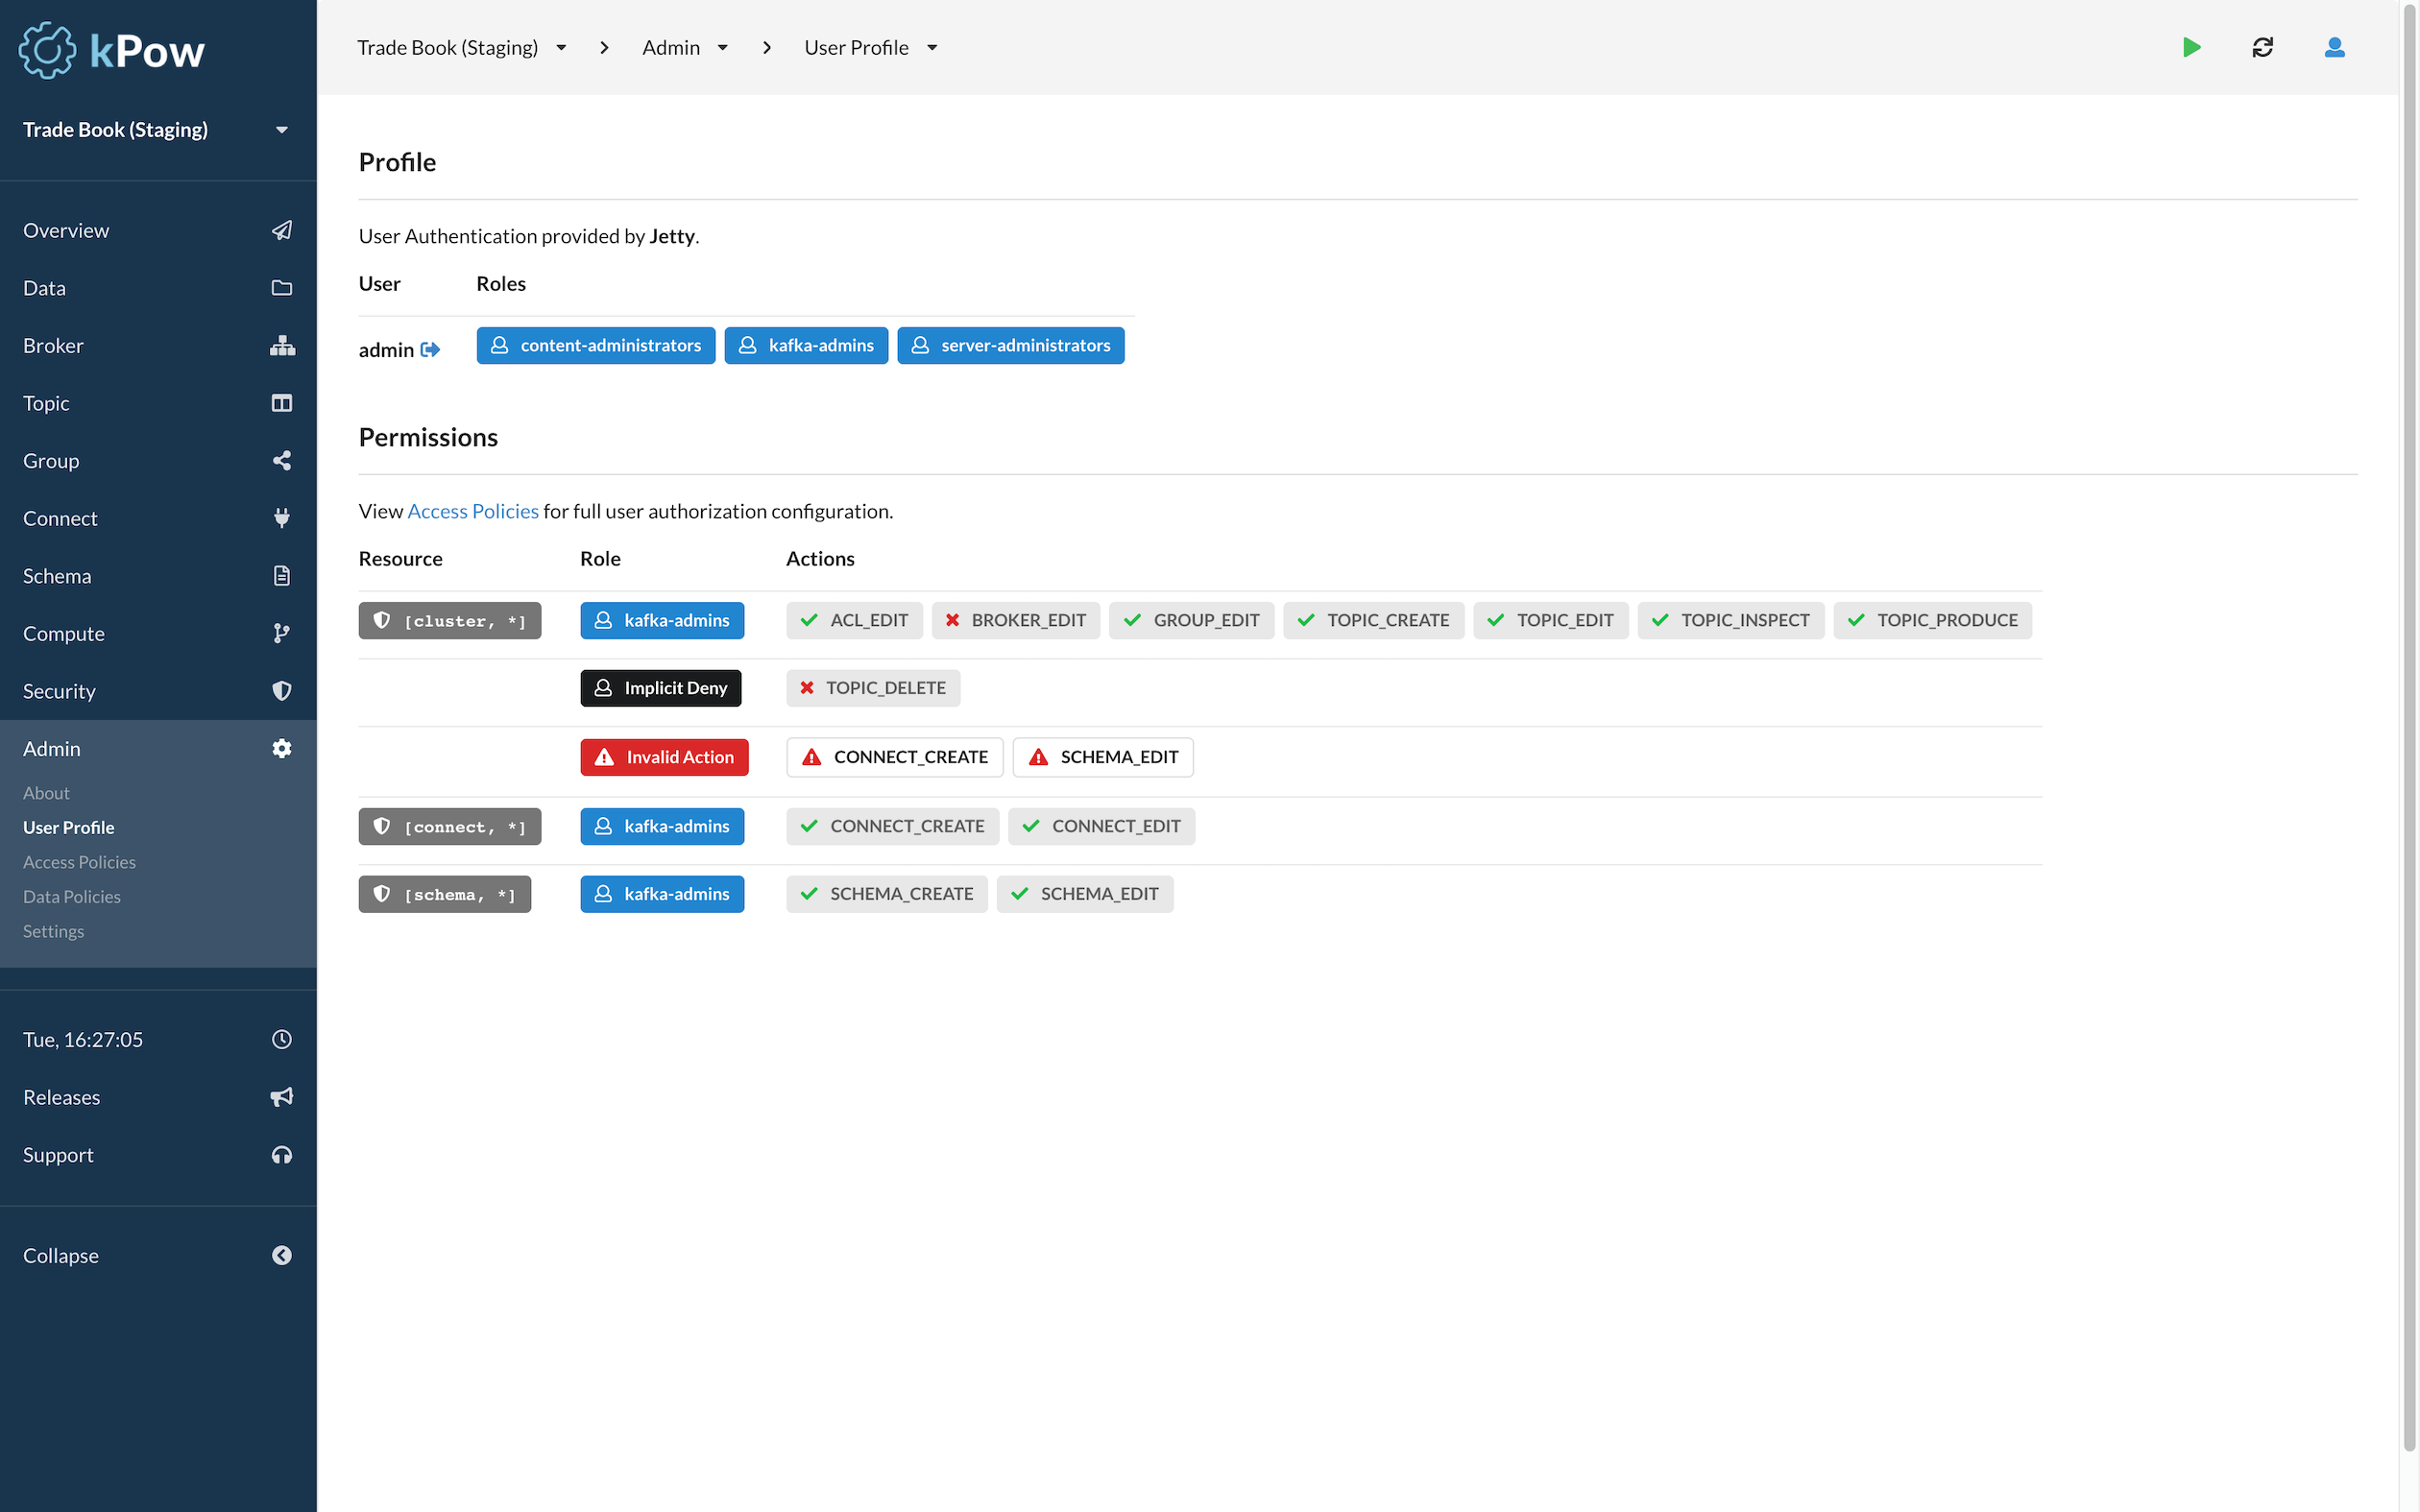 kPow
Trade Book (Staging)
Overview
Data
Broker
Topic
Group
Connect
Schema
Compute
Security
Admin
About
User Profile
Access Policies
Data Policies
Settings
Tue, 16:27:05
Releases
Support
Collapse
Trade Book (Staging) Admin User Profile
Profile
User Authentication provided by Jetty.
User Roles
admin content-administrators kafka-admins server-administrators
Permissions
View Access Policies for full user authorization configuration.
Resource Role Actions
[cluster, *] kafka-admins ACL_EDIT BROKER_EDIT GROUP_EDIT TOPIC_CREATE TOPIC_EDIT TOPIC_INSPECT TOPIC_PRODUCE
Implicit Deny TOPIC_DELETE
Invalid Action CONNECT_CREATE SCHEMA_EDIT
[connect, *] kafka-admins CONNECT_CREATE CONNECT_EDIT
[schema, *] kafka-admins SCHEMA_CREATE SCHEMA_EDIT